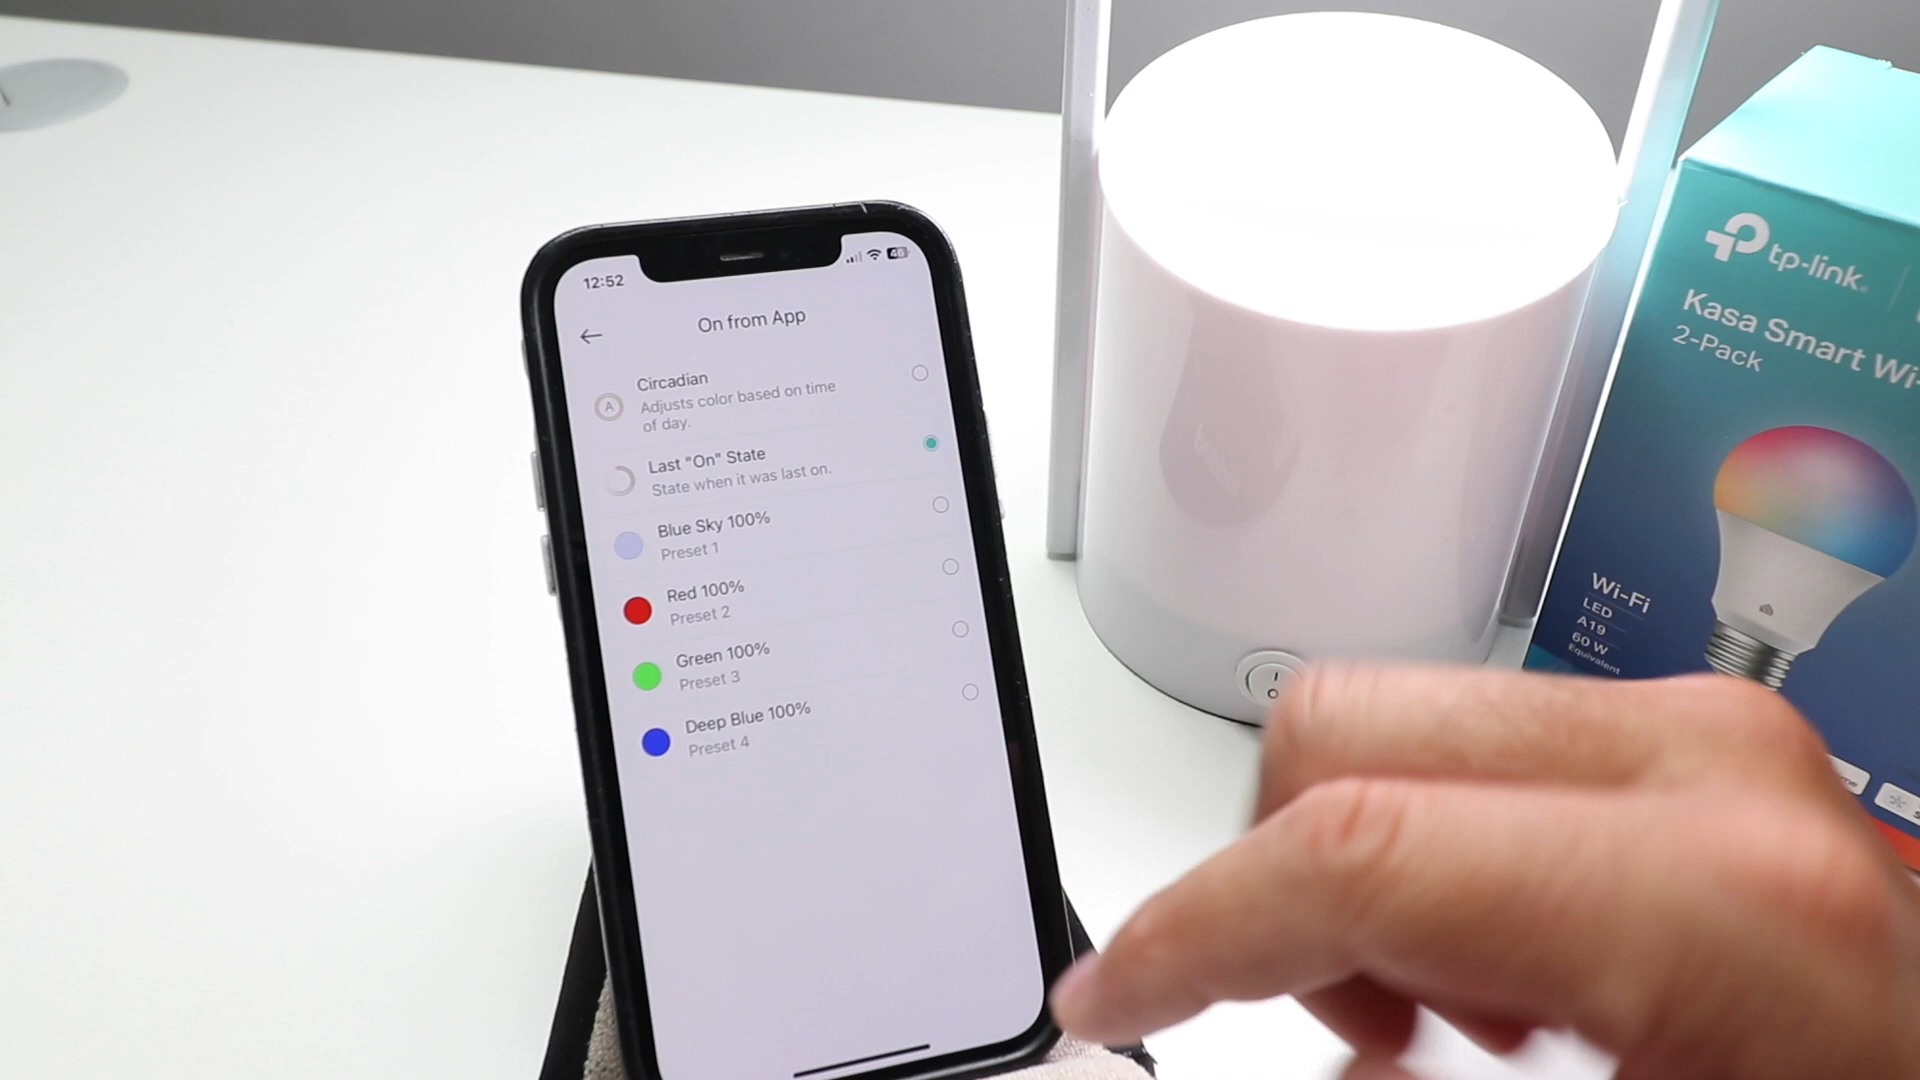 12:52
46
On from App
Circadian
Adjusts color based on time
of day.
Last "On" State
State when it was last on.
Blue Sky 100%
Preset 1
Red 100%
Preset 2
Green 100%
Preset 3
Deep Blue 100%
Preset 4
tp-link
Kasa Smart Wi-
2-Pack
Wi-Fi
LED
A19
60 W
Equivalent